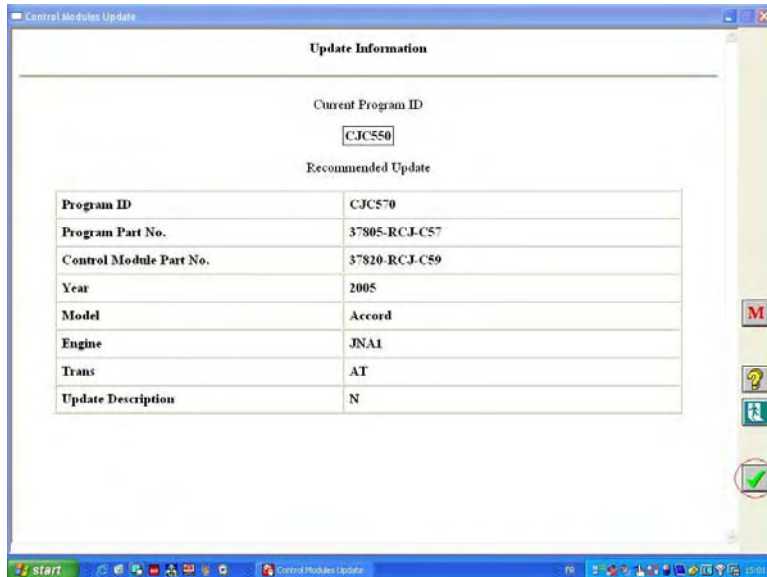 Control Modules Update
Update Information
Current Program ID
CJC550
Recommended Update
Program ID CJC570
Program Part No. 37805-RCJ-C57
Control Module Part No. 37820-RCJ-C59
Year 2005
Model Accord
Engine JNA1
Trans AT
Update Description N
M
?
start Control Modules Update FR 15:01